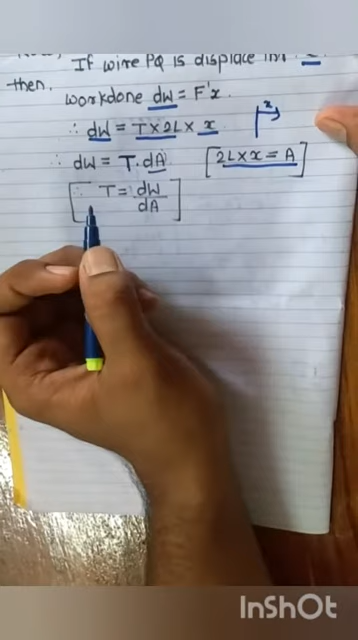 If wire PQ is displace
then,
workdone dw = F'x
∴ dw = T×2L× x
x
∴ dw = T.dA [2L×x = A]
[∴ T = dw/dA]
InShOt